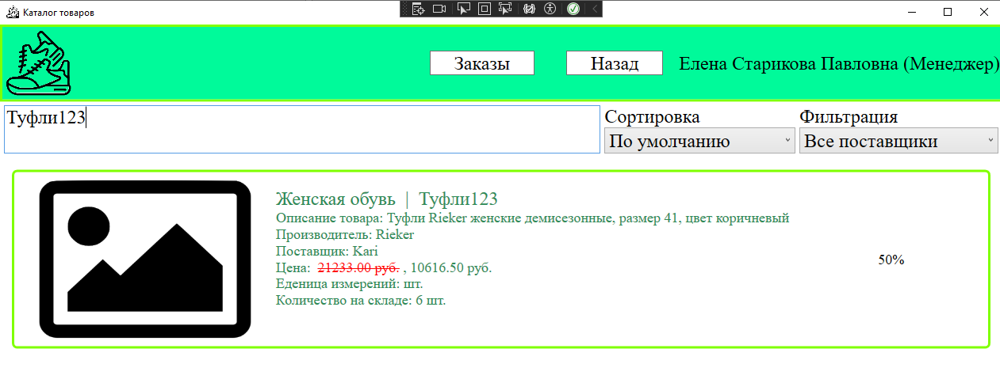 Каталог товаров
Заказы
Назад
Елена Старикова Павловна (Менеджер)
Туфли123
Сортировка
Фильтрация
По умолчанию
Все поставщики
Женская обувь | Туфли123
Описание товара: Туфли Rieker женские демисезонные, размер 41, цвет коричневый
Производитель: Rieker
Поставщик: Kari
Цена: 21233.00 руб. , 10616.50 руб.
50%
Еденица измерений: шт.
Количество на складе: 6 шт.